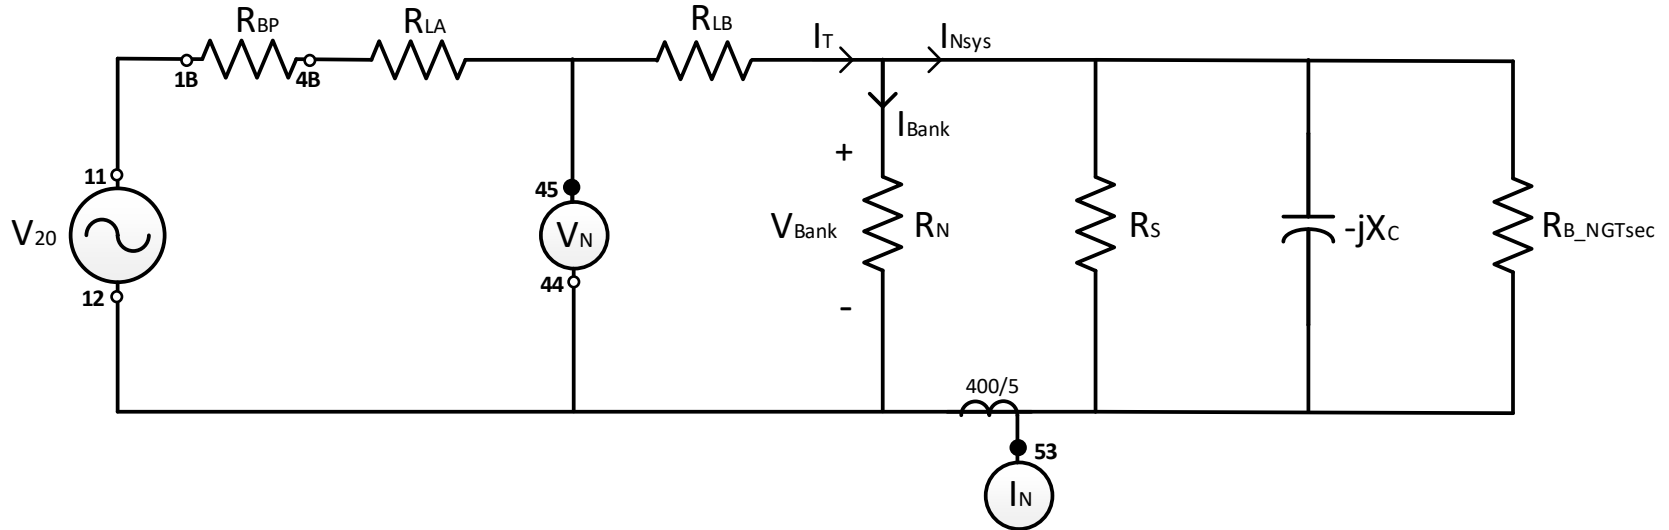 RBP
RLA
RLB
IT
INsys
1B
4B
IBank
11
+
45
V20
VN
VBank
RN
RS
-jXC
RB_NGTsec
44
12
-
400/5
53
IN